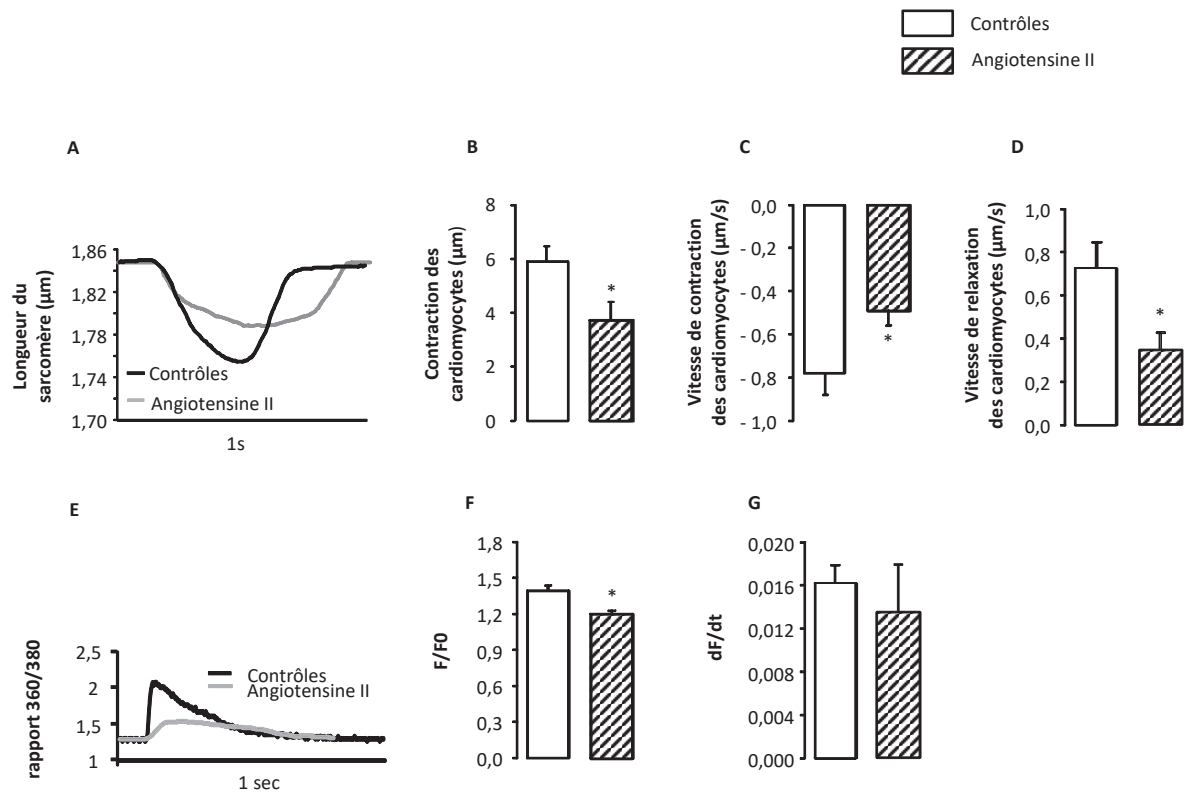 Contrôles
Angiotensine II
A
Longueur du
sarcomère (µm)
1,86
1,82
1,78
1,74
1,70
Contrôles
Angiotensine II
1s
B
Contraction des
cardiomyocytes (µm)
8
6
4
2
0
*
C
Vitesse de contraction
des cardiomyocytes (µm/s)
0,0
- 0,2
- 0,4
- 0,6
- 0,8
- 1,0
*
D
Vitesse de relaxation
des cardiomyocytes (µm/s)
1,0
0,8
0,6
0,4
0,2
0,0
*
E
rapport 360/380
2,5
2
1,5
1
Contrôles
Angiotensine II
1 sec
F
F/F0
1,8
1,5
1,2
0,9
0,6
0,3
0,0
*
G
dF/dt
0,020
0,016
0,012
0,008
0,004
0,000